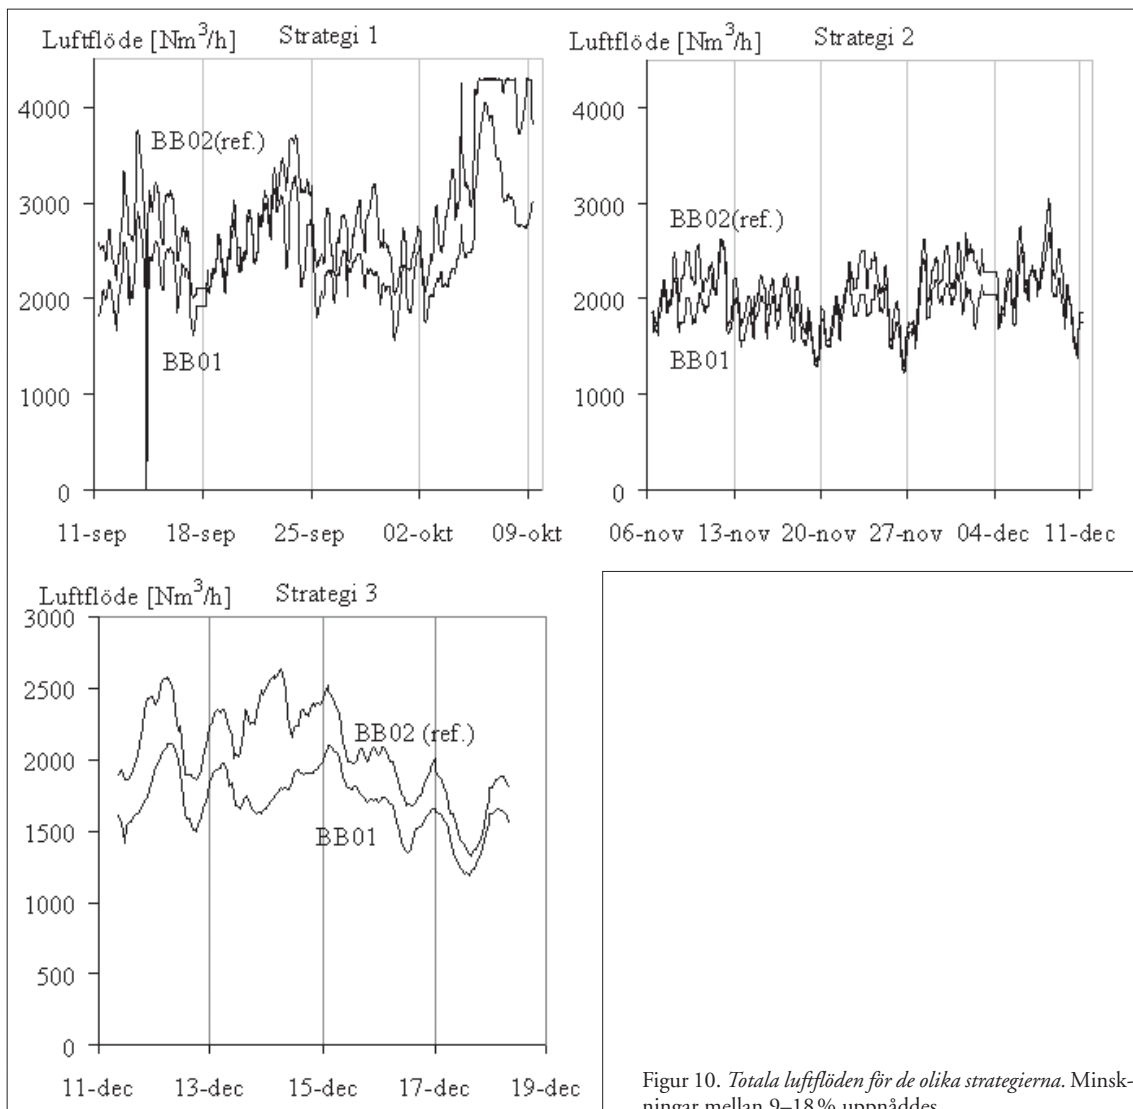 Luftflöde [Nm³/h] Strategi 1
4000
3000
2000
1000
0
BB02(ref.)
BB01
11-sep 18-sep 25-sep 02-okt 09-okt
Luftflöde [Nm³/h] Strategi 2
4000
3000
2000
1000
0
BB02(ref.)
BB01
06-nov 13-nov 20-nov 27-nov 04-dec 11-dec
Luftflöde [Nm³/h] Strategi 3
3000
2500
2000
1500
1000
500
0
BB02 (ref.)
BB01
11-dec 13-dec 15-dec 17-dec 19-dec
Figur 10. Totala luftflöden för de olika strategierna. Minsk-
ningar mellan 9–18 % uppnåddes